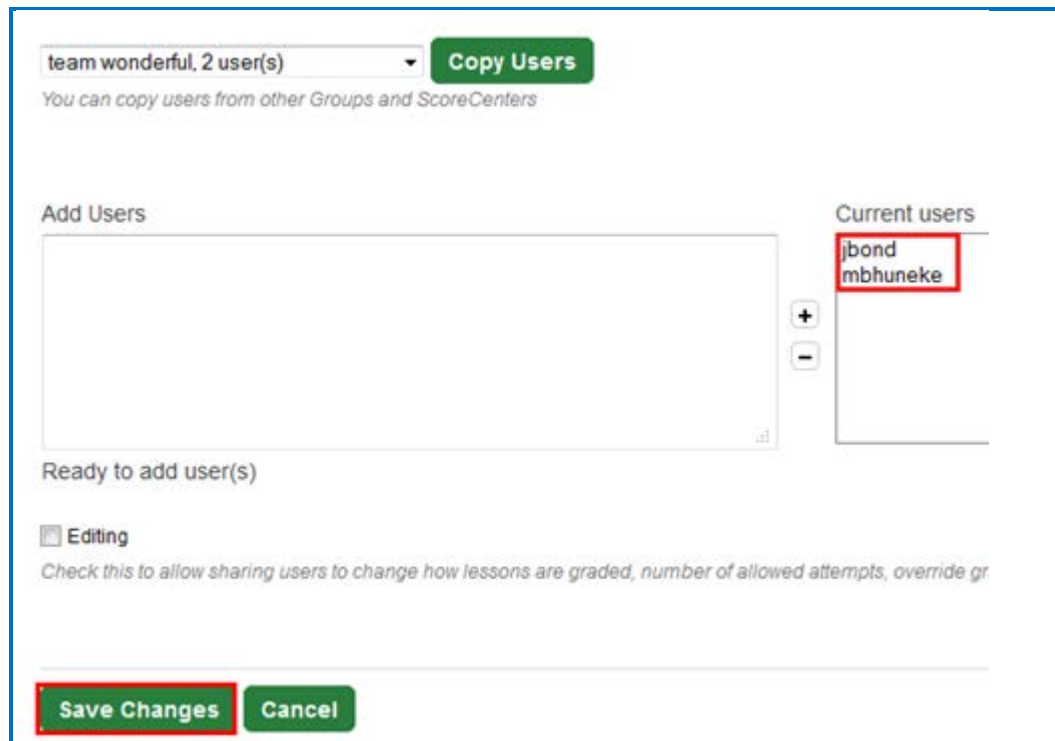 team wonderful, 2 user(s)
Copy Users
You can copy users from other Groups and ScoreCenters
Add Users
Current users
jbond
mbhuneke
+
-
Ready to add user(s)
Editing
Check this to allow sharing users to change how lessons are graded, number of allowed attempts, override gr
Save Changes
Cancel